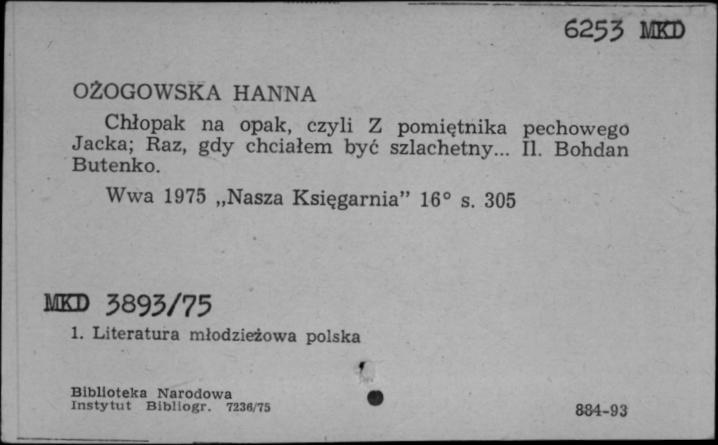 6253 MKD
OŻOGOWSKA HANNA
Chłopak na opak, czyli Z pomiętnika pechowego
Jacka; Raz, gdy chciałem być szlachetny... Il. Bohdan
Butenko.
Wwa 1975 „Nasza Księgarnia” 16° s. 305
MKD 3893/75
1. Literatura młodzieżowa polska
Biblioteka Narodowa
Instytut Bibliogr. 7236/75
884-93